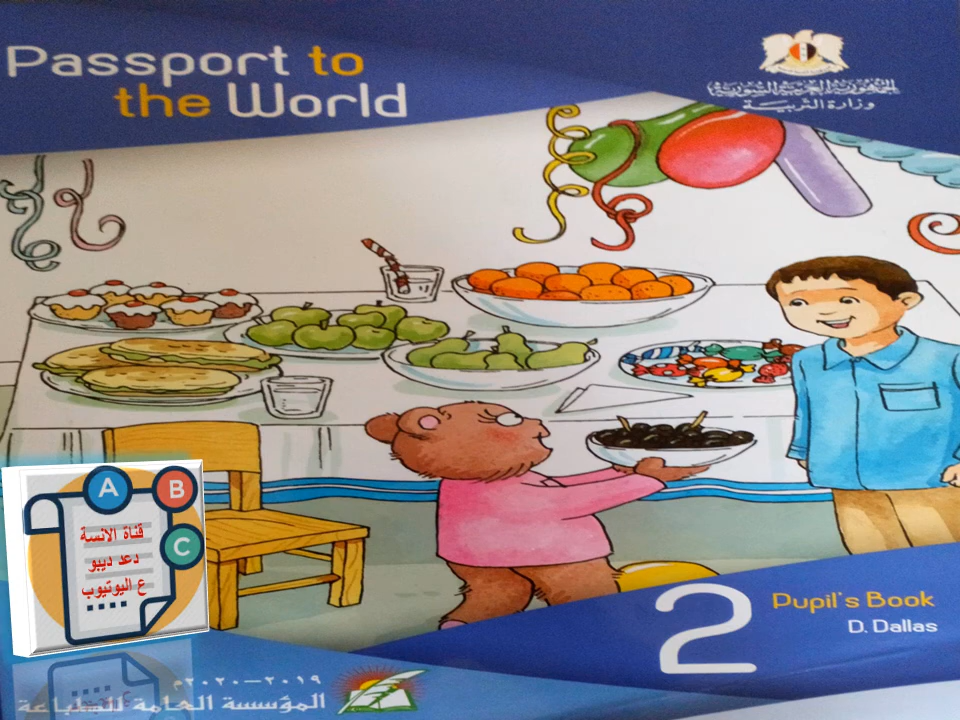 Passport to
the World
الجمهورية العربية السورية
وزارة التربية
A
B
C
قناة الانسة
دعد ديبو
ع اليوتيوب
2
Pupil's Book
D. Dallas
٢٠١٩-٢٠٢٠م
المؤسسة العامة للطباعة